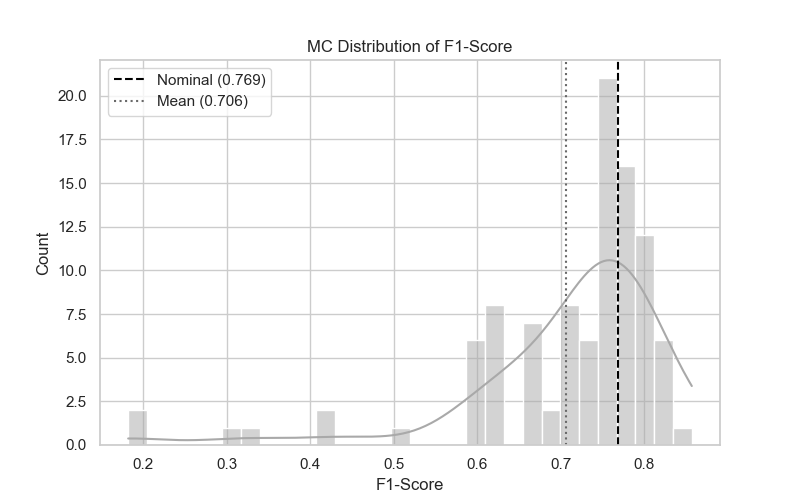 MC Distribution of F1-Score
Nominal (0.769)
Mean (0.706)
20.0
17.5
15.0
12.5
10.0
7.5
5.0
2.5
0.0
Count
0.2 0.3 0.4 0.5 0.6 0.7 0.8
F1-Score